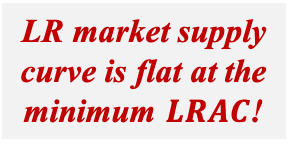 LR market supply
curve is flat at the
minimum LRAC!